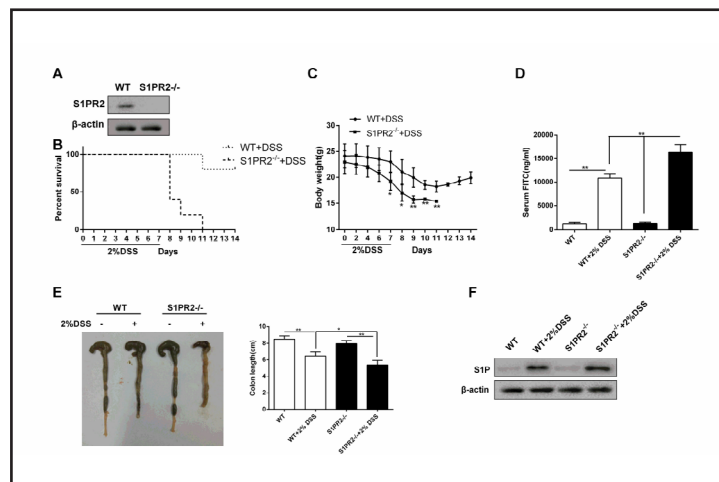 A
WT S1PR2-/-
S1PR2
β-actin
B
WT+DSS
S1PR2-/-+DSS
Percent survival
100
50
0
0 1 2 3 4 5 6 7 8 9 10 11 12 13 14
2%DSS Days
C
WT+DSS
S1PR2-/-+DSS
Body weight(g)
30
25
20
15
10
* * ** ** **
0 2 4 6 7 8 9 10 11 12 13 14
2%DSS Days
D
Serum FITC(ng/ml)
20000
15000
10000
5000
0
**
**
WT
WT+2% DSS
S1PR2-/-
S1PR2-/-+2% DSS
E
WT S1PR2-/-
2%DSS - + - +
Colon length(cm)
10
8
6
4
2
0
** * **
WT
WT+2% DSS
S1PR2-/-
S1PR2-/-+2% DSS
F
WT
WT+2%DSS
S1PR2-/-
S1PR2-/-+2%DSS
S1P
β-actin